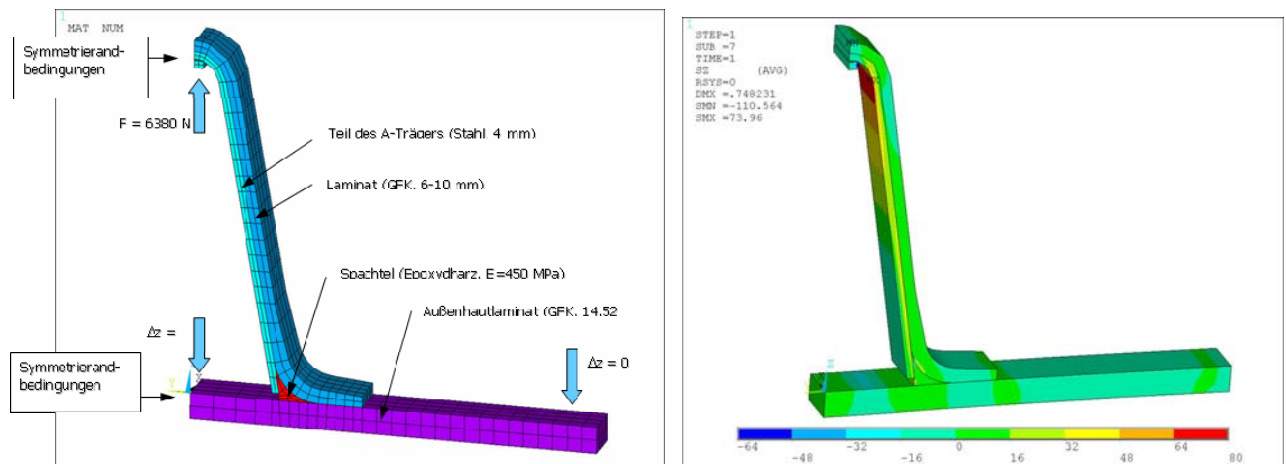 1
MAT NUM
Symmetrierand-
bedingungen
F = 6380 N
Teil des A-Trägers (Stahl. 4 mm)
Laminat (GFK. 6-10 mm)
Spachtel (Epoxydharz. E=450 MPa)
Außenhautlaminat (GFK. 14.52
Δz =
Δz = 0
Symmetrierand-
bedingungen
Y
X
1
STEP=1
SUB =7
TIME=1
SZ (AVG)
RSYS=0
DMX =.748231
SMN =-110.564
SMX =73.96
MN
-64 -32 0 32 64
-48 -16 16 48 80